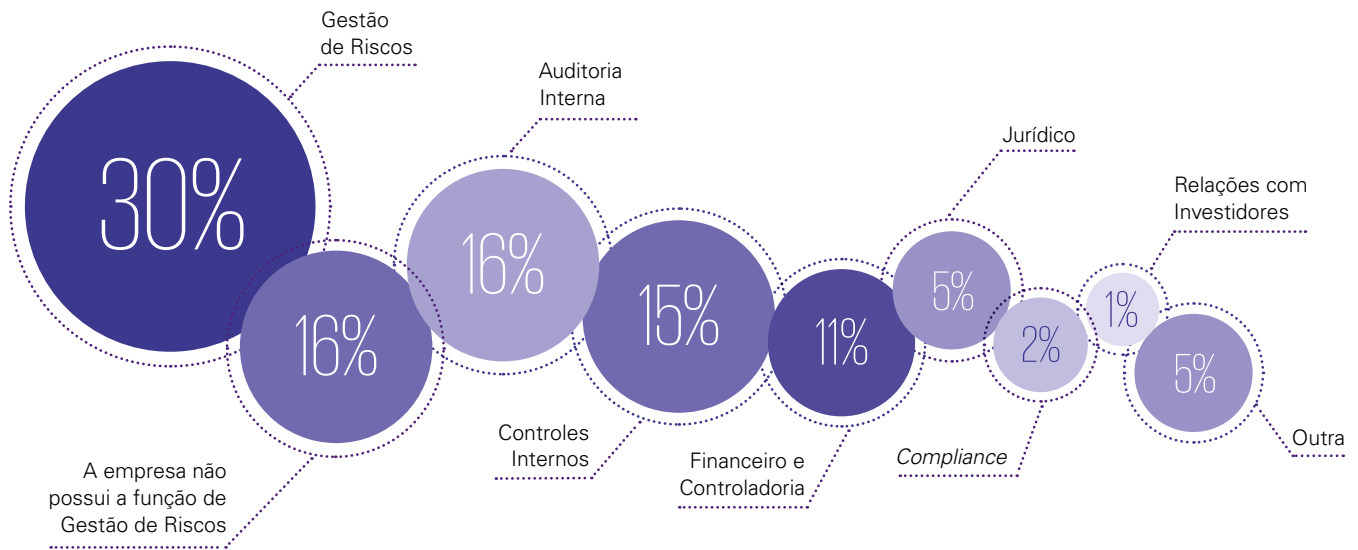 Gestão
de Riscos
30%
A empresa não
possui a função de
Gestão de Riscos
16%
Auditoria
Interna
16%
Controles
Internos
15%
Financeiro e
Controladoria
11%
Jurídico
5%
Compliance
2%
Relações com
Investidores
1%
Outra
5%